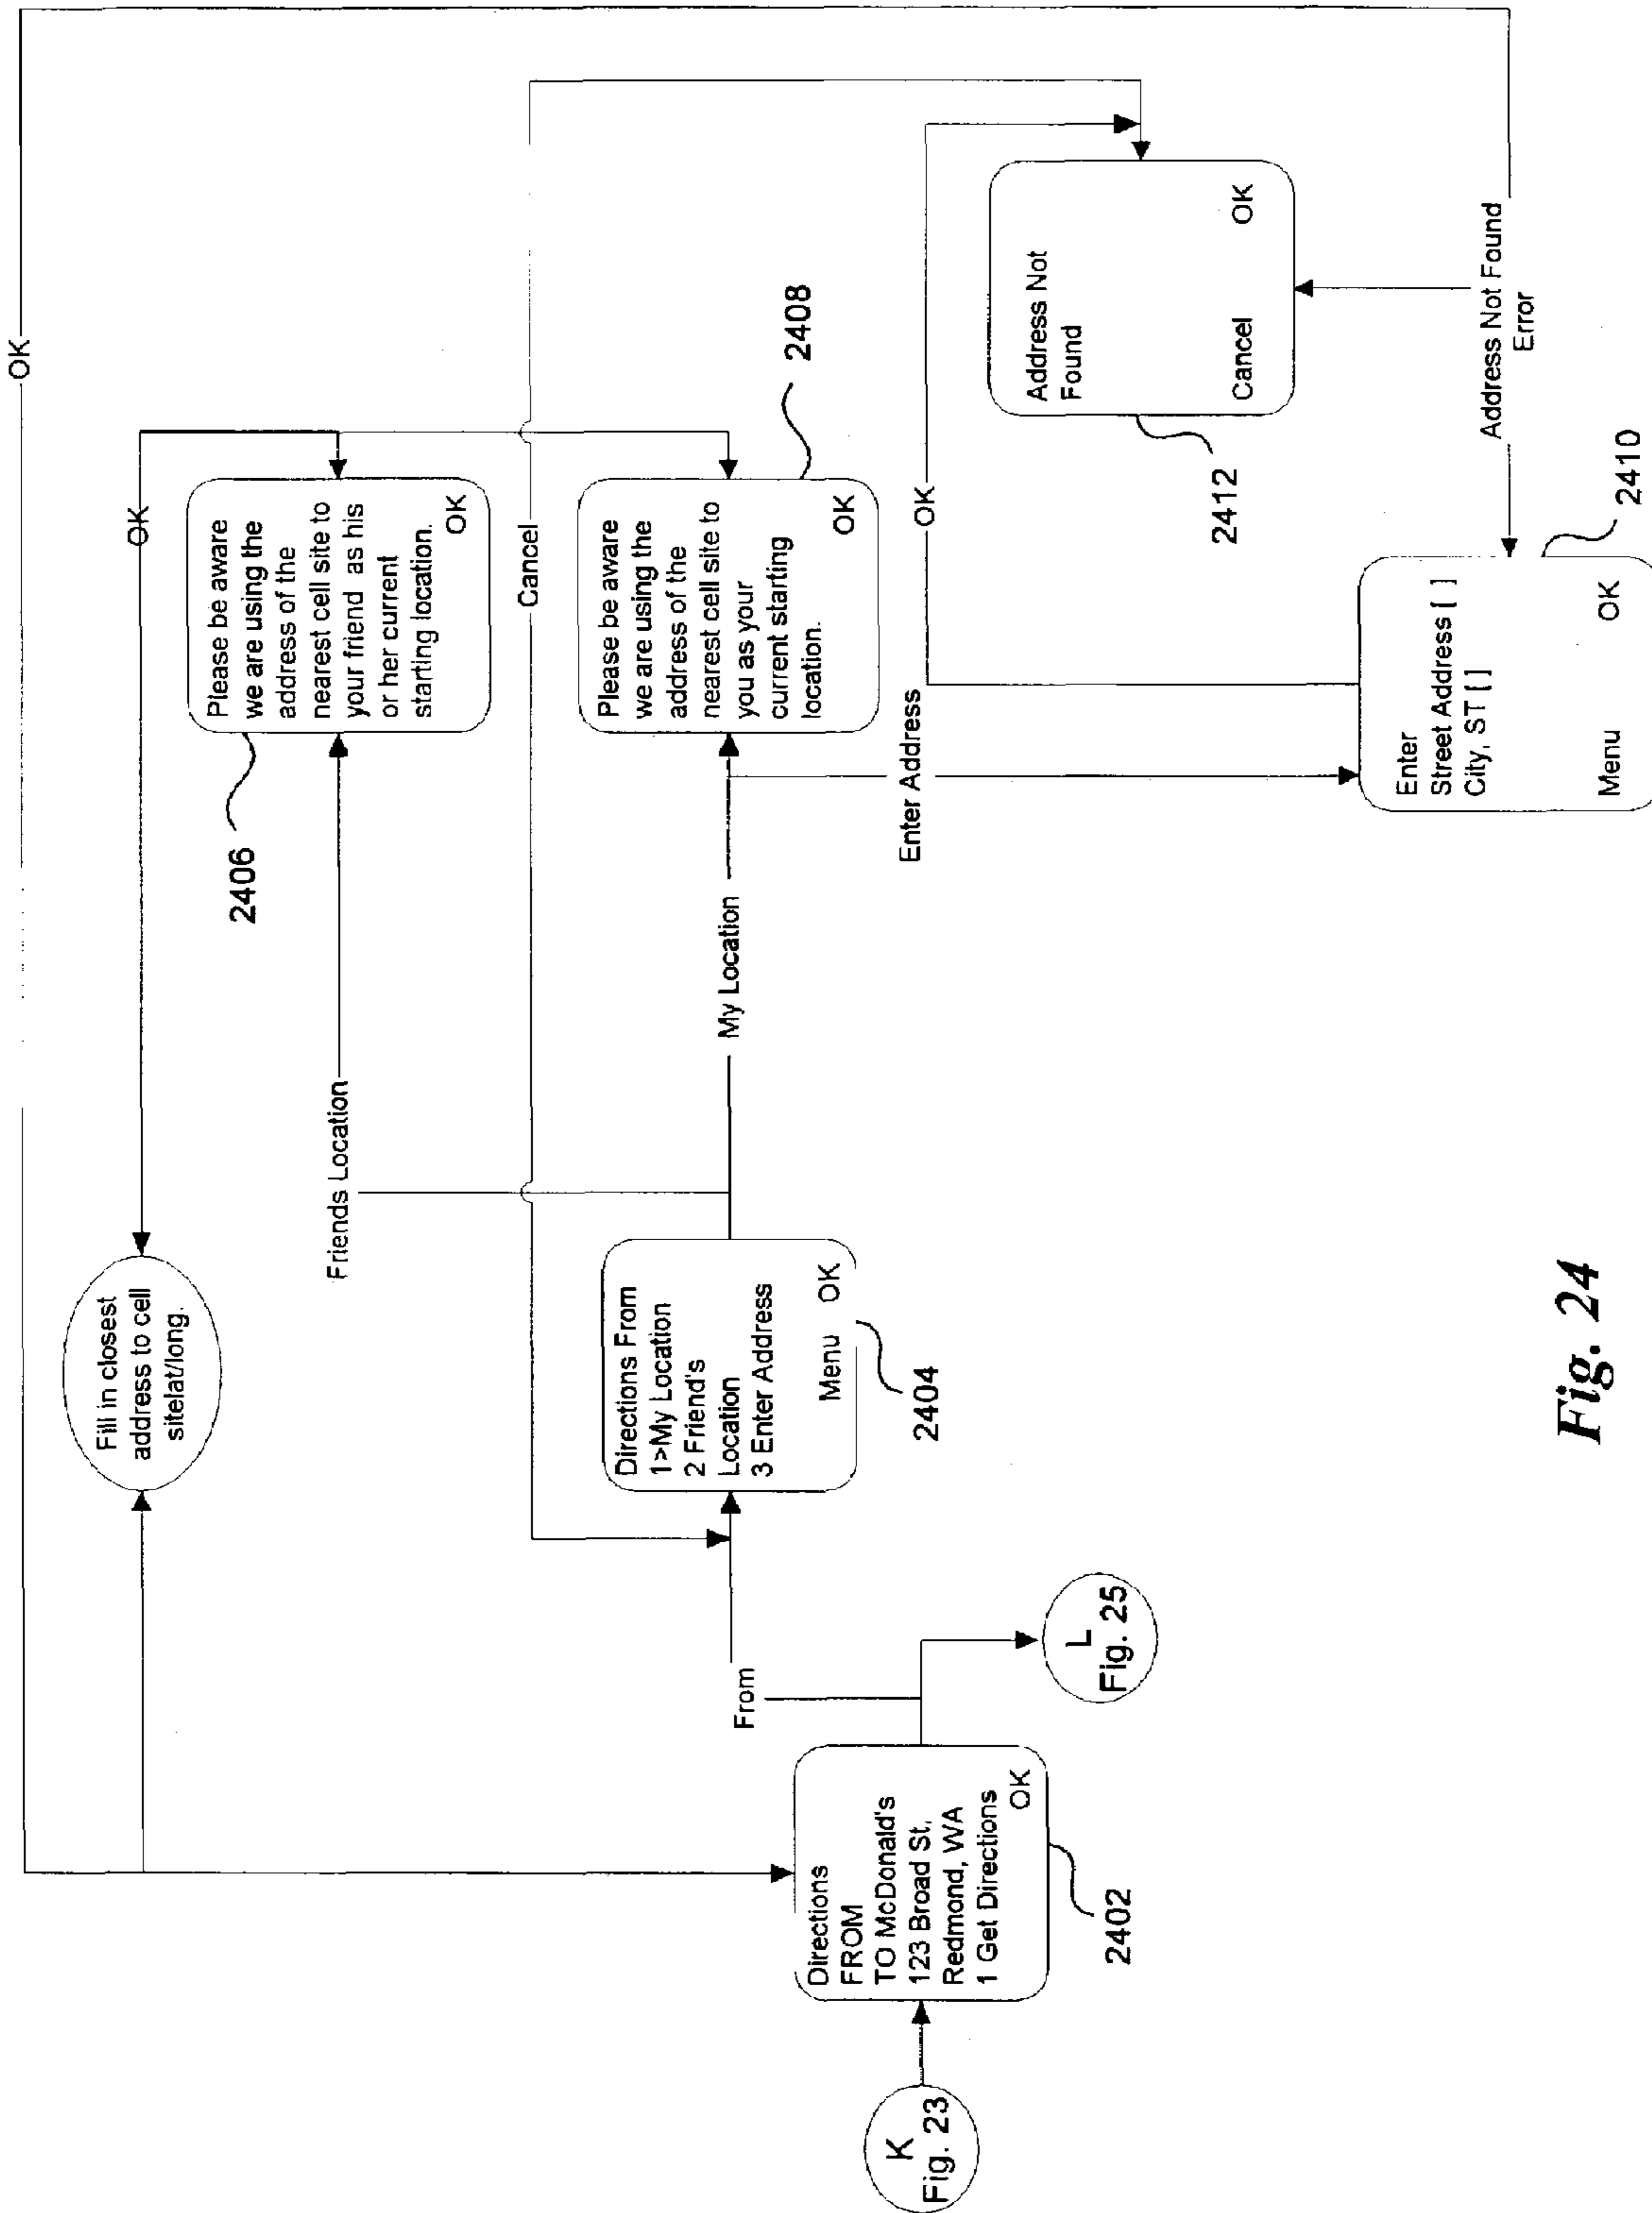 K
Fig. 23
Directions
FROM
TO McDonald's
123 Broad St,
Redmond, WA
1 Get Directions
OK
2402
From
L
Fig. 25
Directions From
1>My Location
2 Friend's
Location
3 Enter Address
Menu OK
2404
Fill in closest
address to cell
sitelat/long.
Friends Location
My Location
Enter Address
Cancel
OK
OK
Please be aware
we are using the
address of the
nearest cell site to
your friend as his
or her current
starting location.
OK
2406
Please be aware
we are using the
address of the
nearest cell site to
you as your
current starting
location.
OK
2408
OK
Enter
Street Address [ ]
City, ST [ ]
Menu OK
2410
Address Not
Found
Cancel OK
2412
Address Not Found
Error
Fig. 24